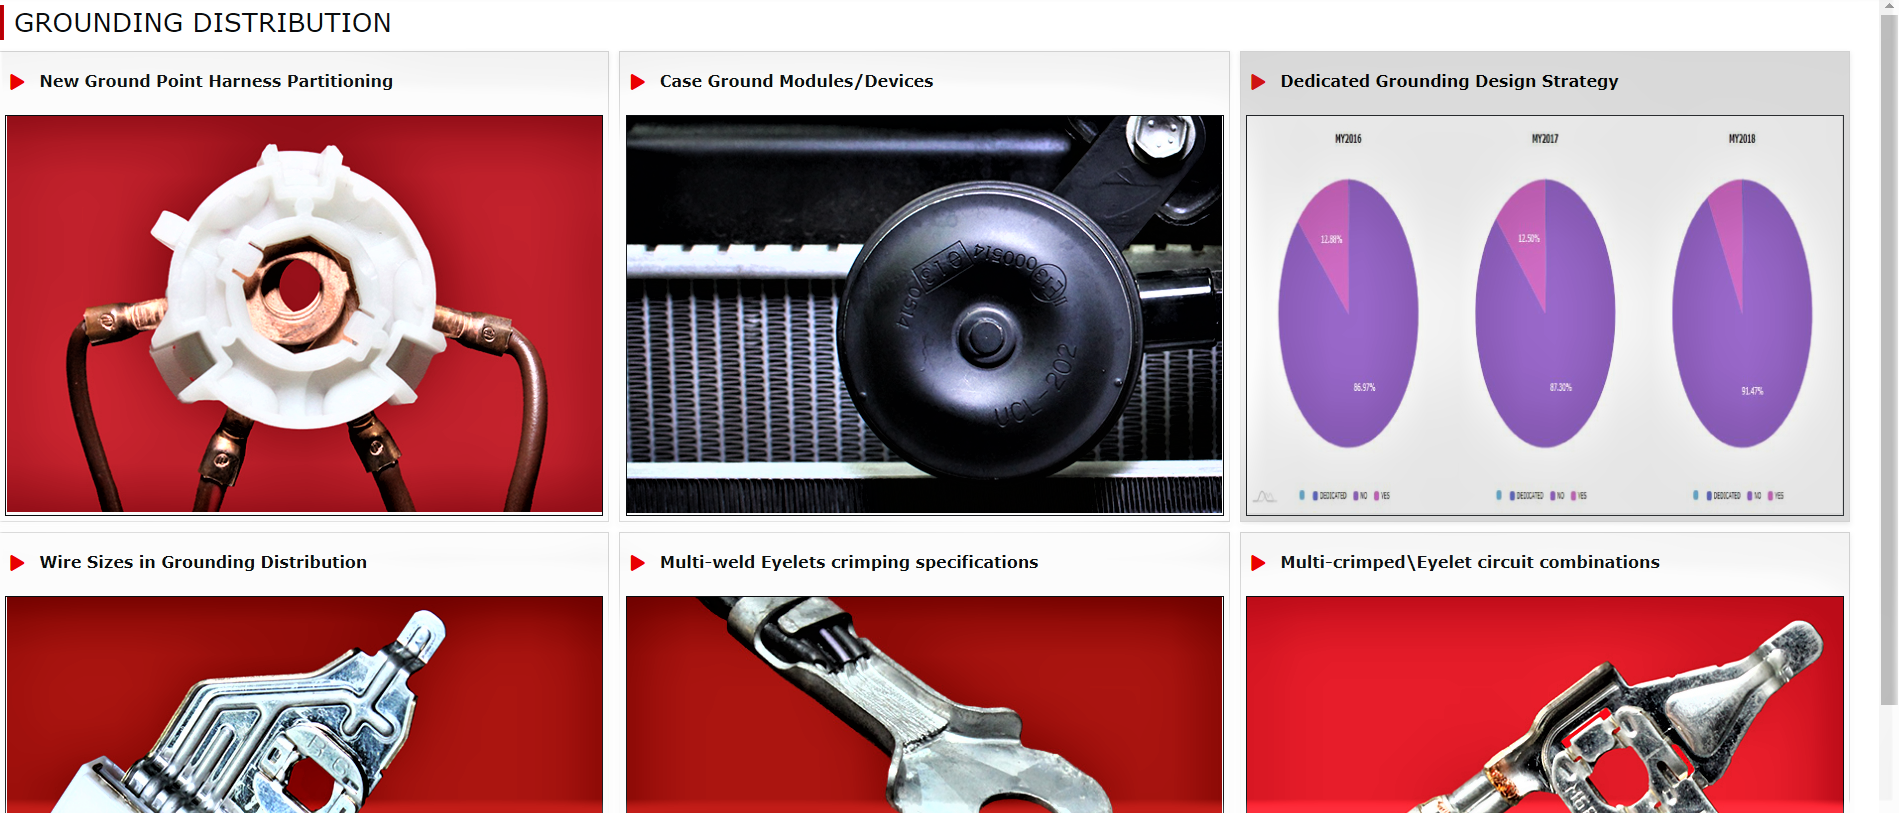 GROUNDING DISTRIBUTION
New Ground Point Harness Partitioning
Case Ground Modules/Devices
Dedicated Grounding Design Strategy
MY2016
MY2017
MY2018
12.88%
12.50%
86.97%
87.30%
91.47%
DEDICATED NO YES
DEDICATED NO YES
DEDICATED NO YES
UCL-202
Wire Sizes in Grounding Distribution
Multi-weld Eyelets crimping specifications
Multi-crimped\Eyelet circuit combinations